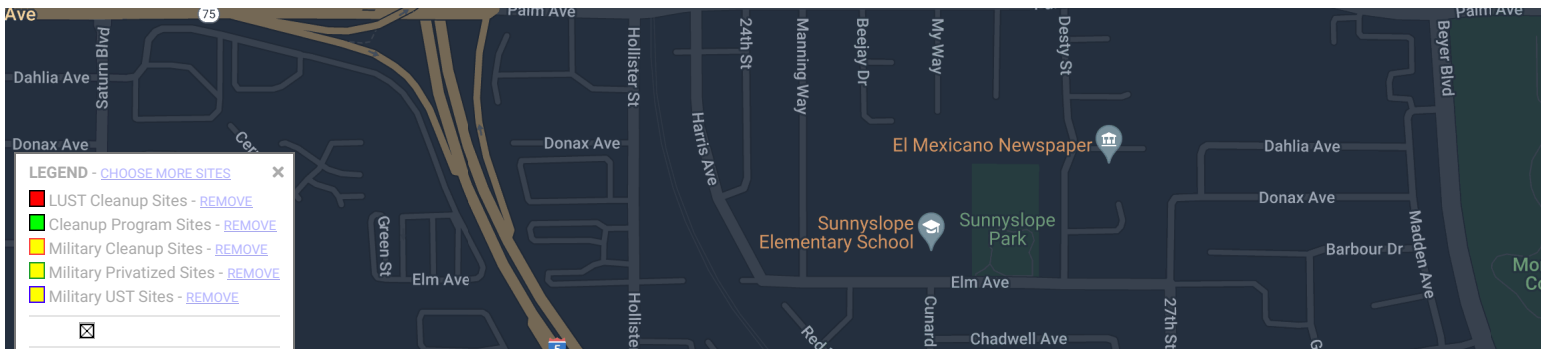 Ave
75
Palm Ave
Palm Ave
Saturn Blvd
Hollister St
24th St
Manning Way
Beejay Dr
My Way
Desty St
Beyer Blvd
Dahlia Ave
Harris Ave
Donax Ave
Donax Ave
El Mexicano Newspaper
Dahlia Ave
LEGEND - CHOOSE MORE SITES
LUST Cleanup Sites - REMOVE
Cleanup Program Sites - REMOVE
Military Cleanup Sites - REMOVE
Military Privatized Sites - REMOVE
Military UST Sites - REMOVE
Green St
Donax Ave
Sunnyslope
Elementary School
Sunnyslope
Park
Madden Ave
Barbour Dr
Elm Ave
Elm Ave
Cunard
27th St
Chadwell Ave
5